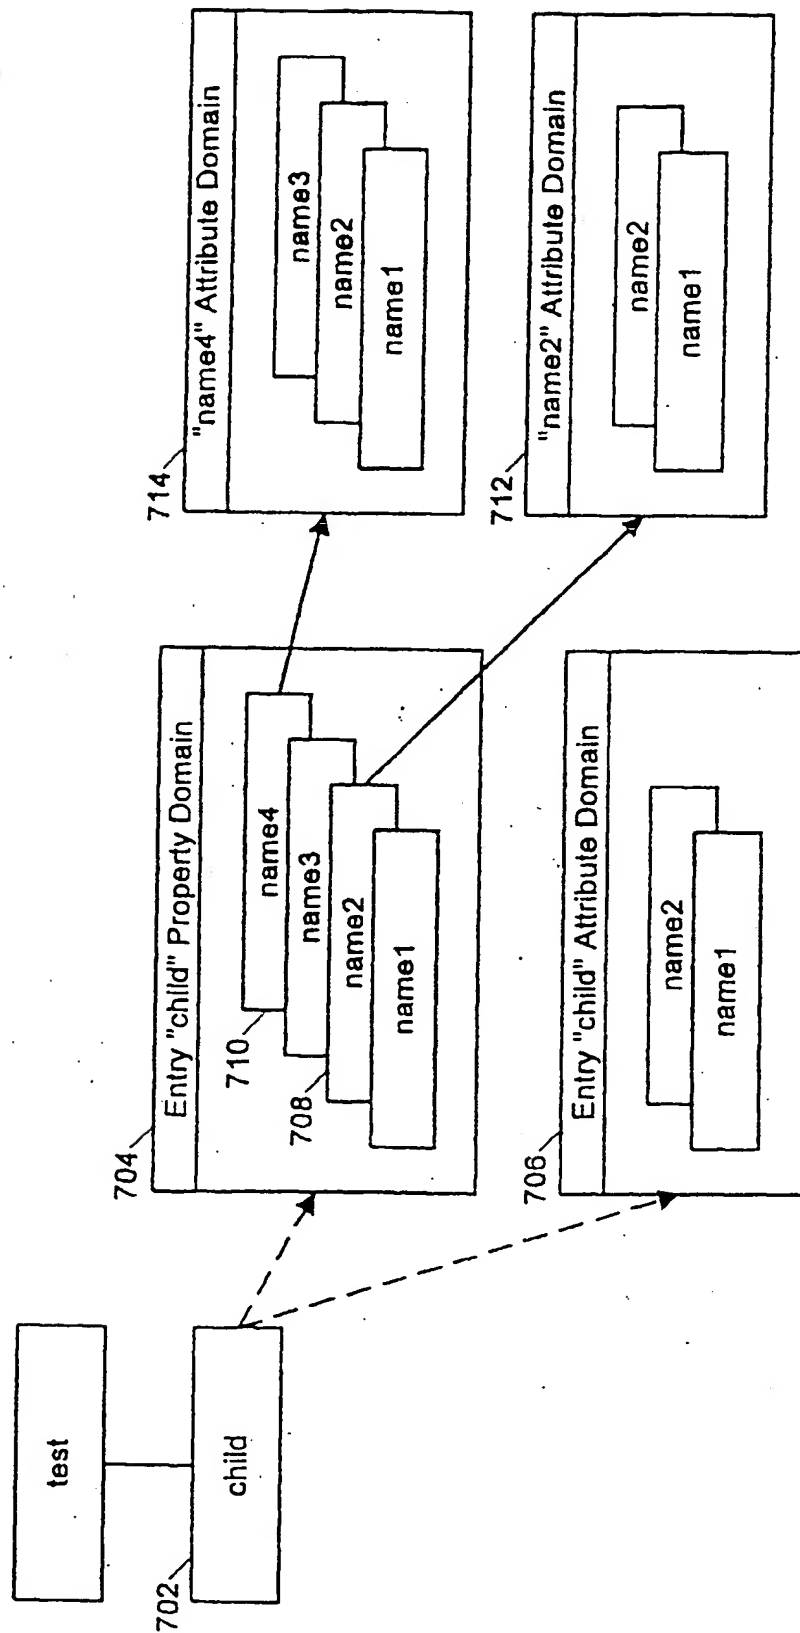 test
702
child
704
Entry "child" Property Domain
710
name4
name3
708
name2
name1
706
Entry "child" Attribute Domain
name2
name1
714
"name4" Attribute Domain
name3
name2
name1
712
"name2" Attribute Domain
name2
name1